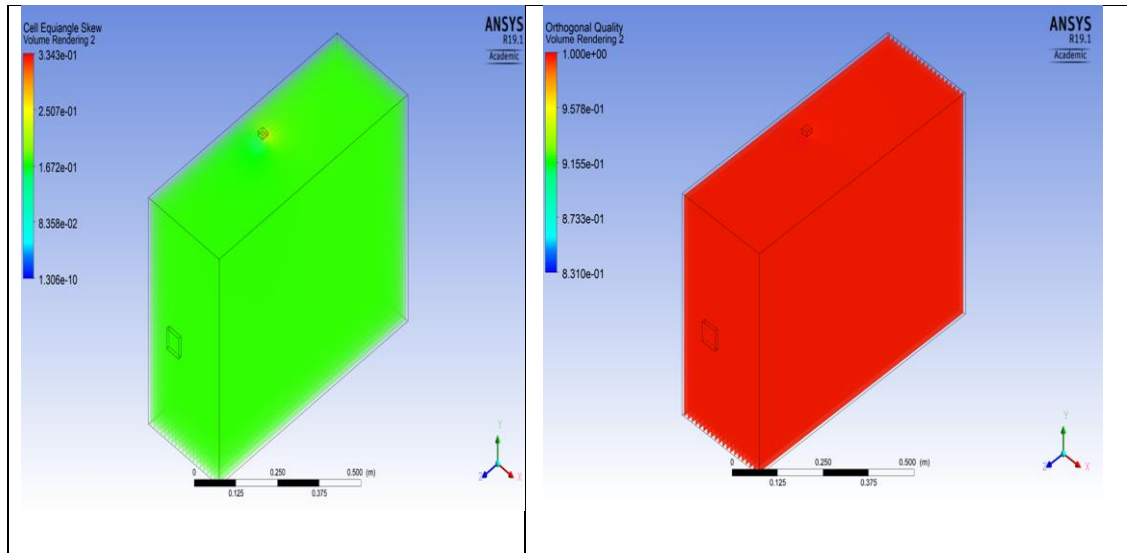 Cell Equiangle Skew
Volume Rendering 2
3.343e-01
2.507e-01
1.672e-01
8.358e-02
1.306e-10
ANSYS
R19.1
Academic
0 0.250 0.500 (m)
0.125 0.375
Y
Z X
Orthogonal Quality
Volume Rendering 2
1.000e+00
9.578e-01
9.155e-01
8.733e-01
8.310e-01
ANSYS
R19.1
Academic
0 0.250 0.500 (m)
0.125 0.375
Y
Z X